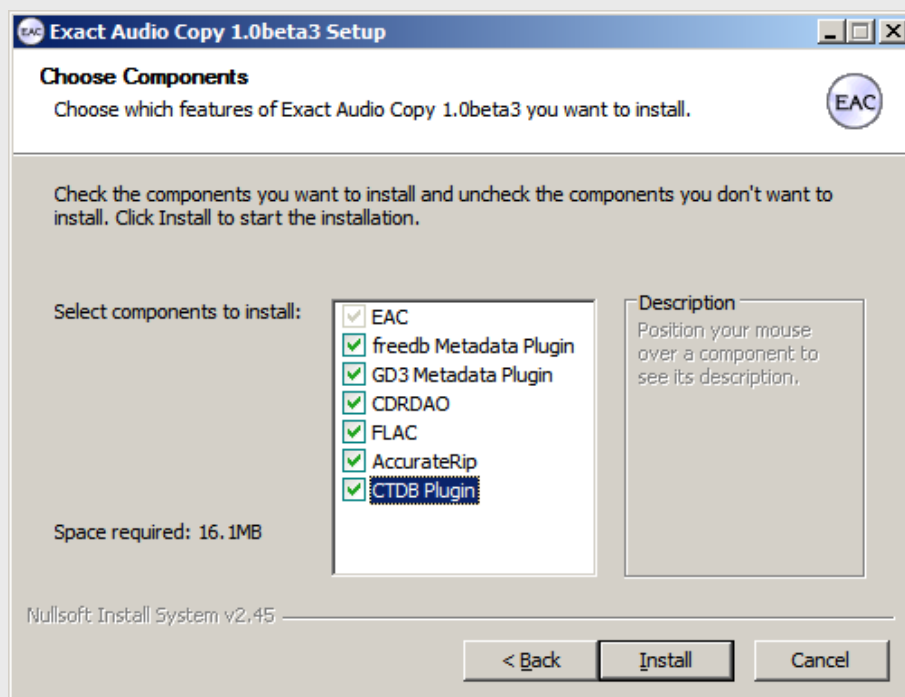 EAC Exact Audio Copy 1.0beta3 Setup
Choose Components
Choose which features of Exact Audio Copy 1.0beta3 you want to install.
EAC
Check the components you want to install and uncheck the components you don't want to
install. Click Install to start the installation.
Select components to install:
EAC
freedb Metadata Plugin
GD3 Metadata Plugin
CDRDAO
FLAC
AccurateRip
CTDB Plugin
Description
Position your mouse
over a component to
see its description.
Space required: 16.1MB
Nullsoft Install System v2.45
< Back
Install
Cancel